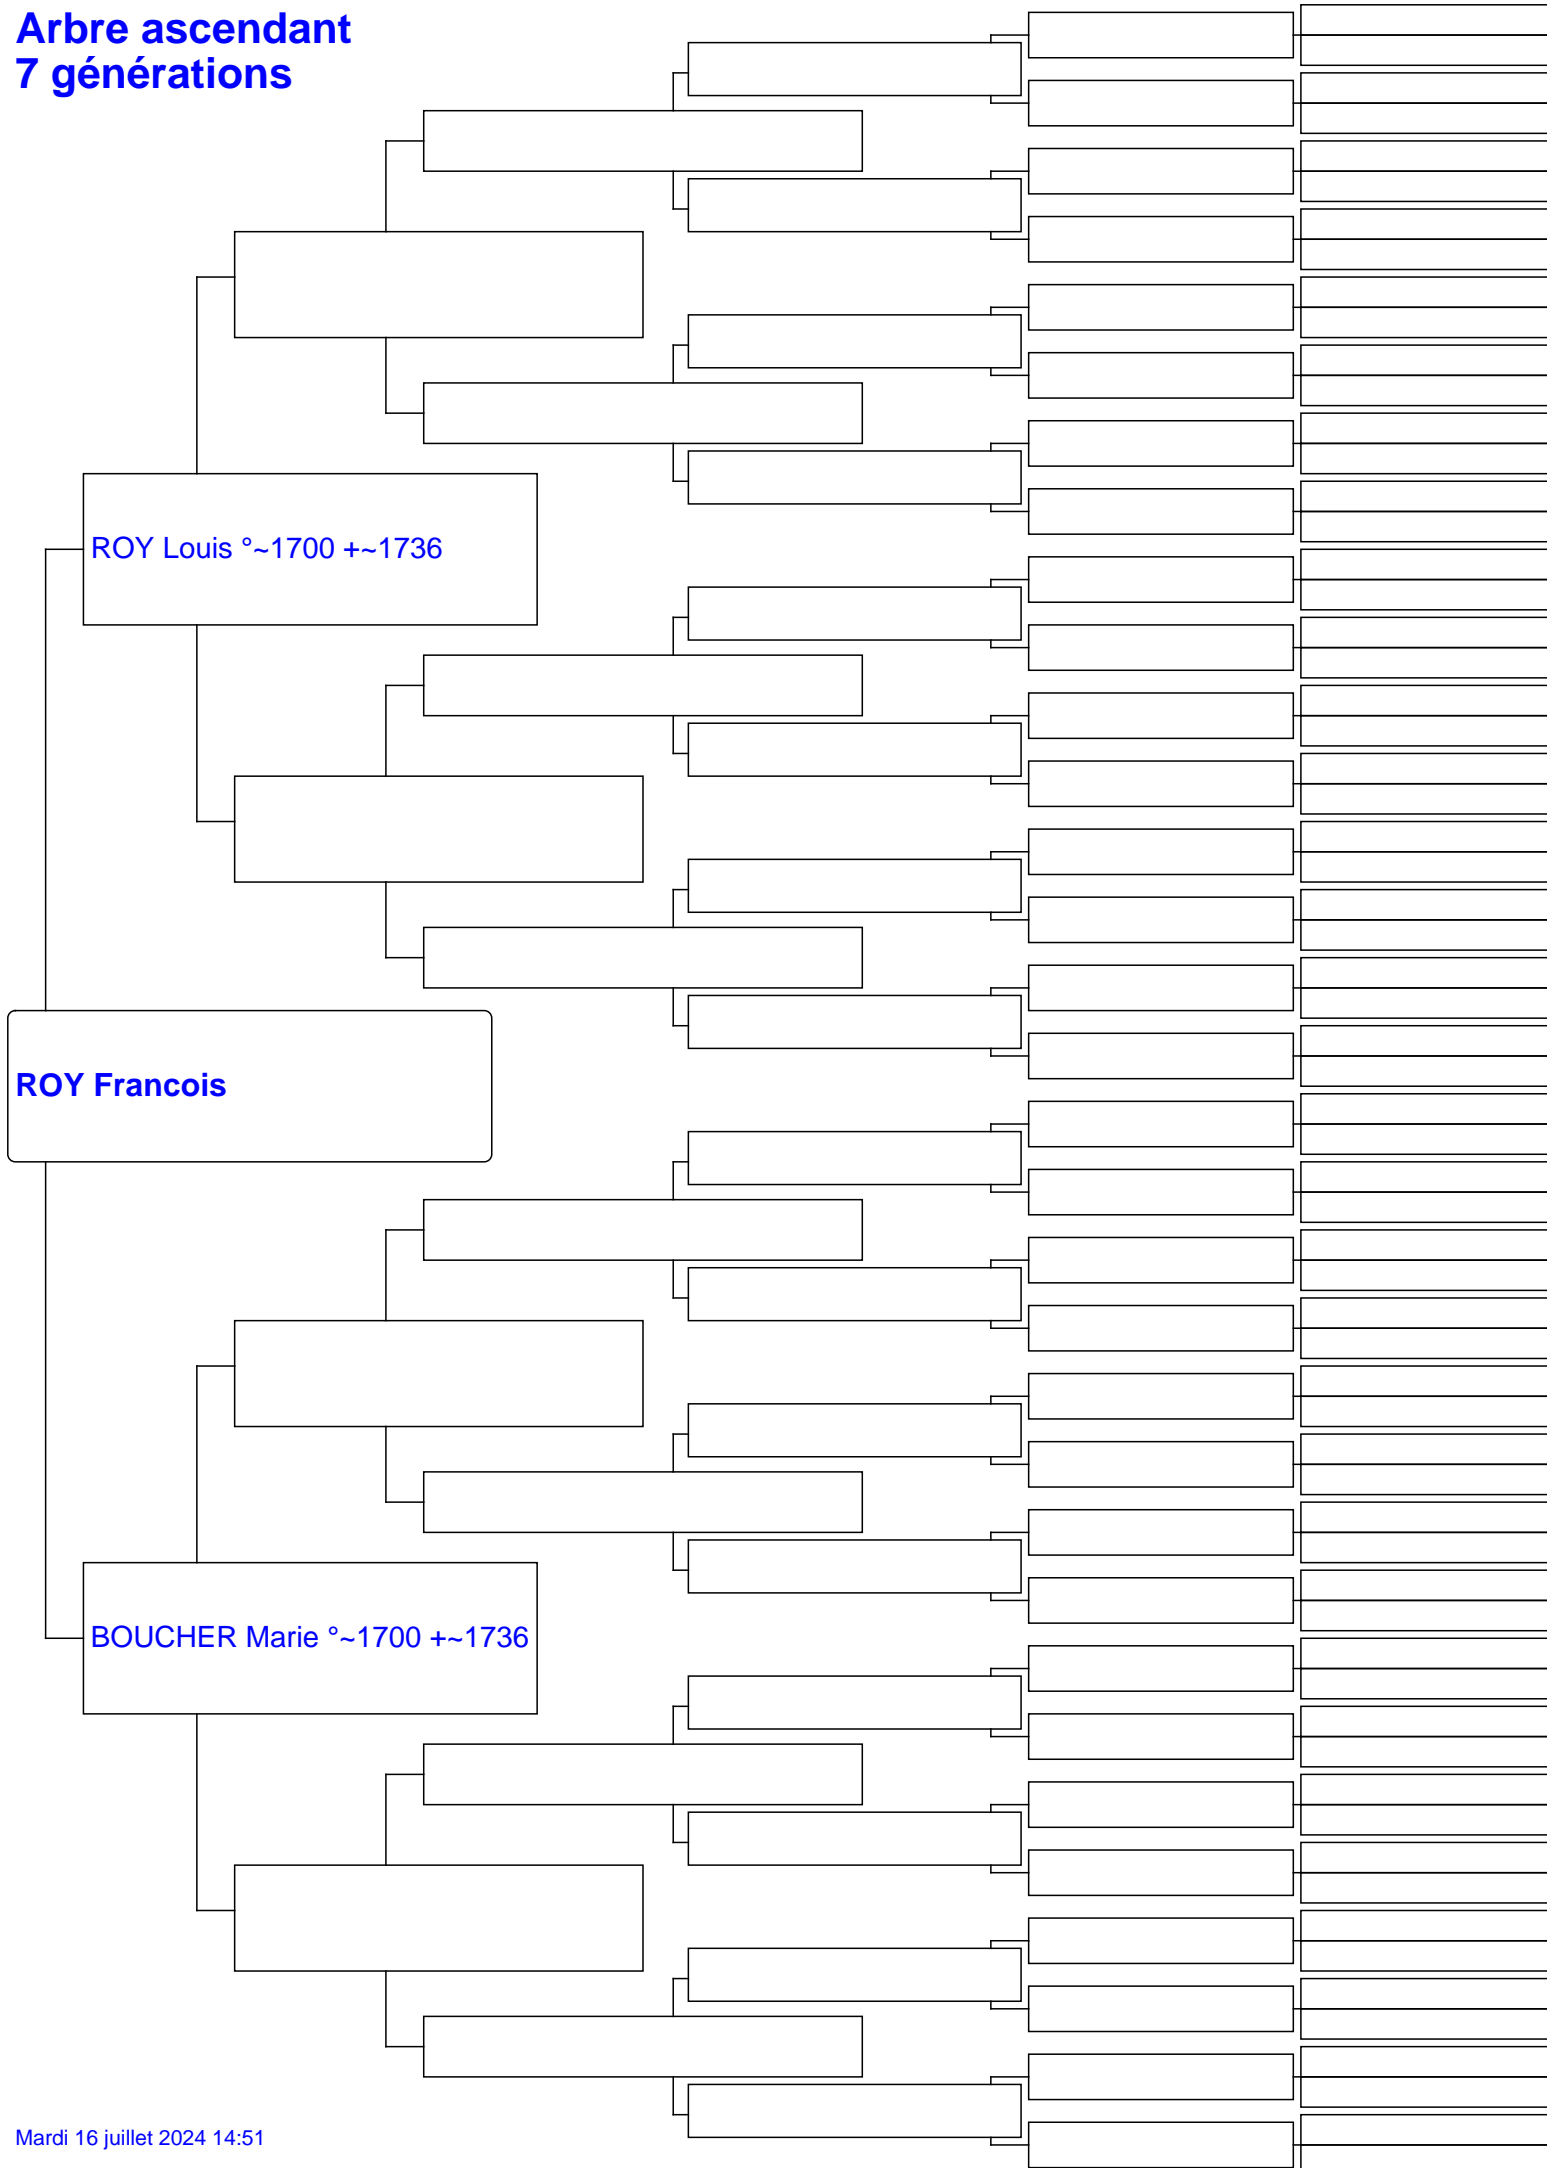 Arbre ascendant
7 générations
ROY Louis °~1700 +~1736
ROY Francois
BOUCHER Marie °~1700 +~1736
Mardi 16 juillet 2024 14:51